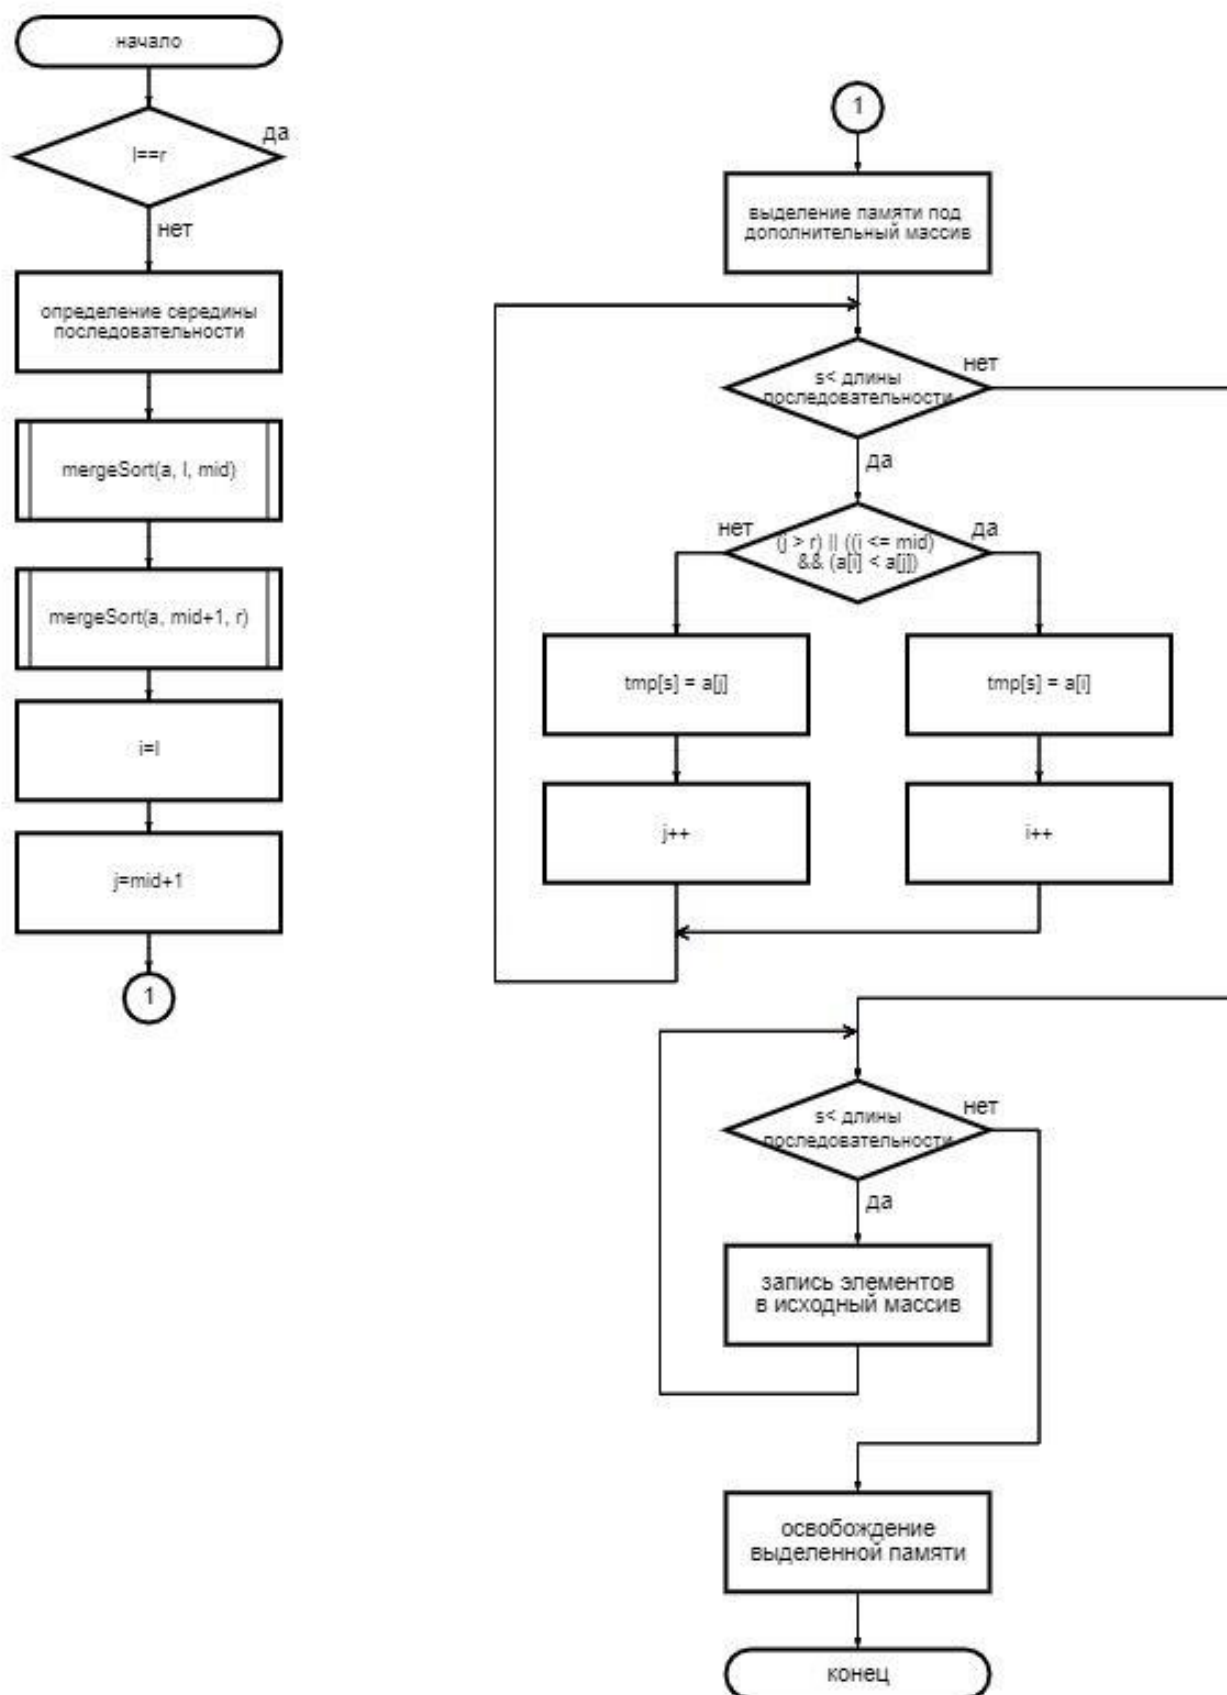 начало
l==r
да
нет
определение середины
последовательности
mergeSort(a, l, mid)
mergeSort(a, mid+1, r)
i=l
j=mid+1
1
1
выделение памяти под
дополнительный массив
s< длины
последовательности
нет
да
(j > r) || ((i <= mid)
&& (a[i] < a[j])
нет
да
tmp[s] = a[j]
tmp[s] = a[i]
j++
i++
s< длины
последовательности
нет
да
запись элементов
в исходный массив
освобождение
выделенной памяти
конец